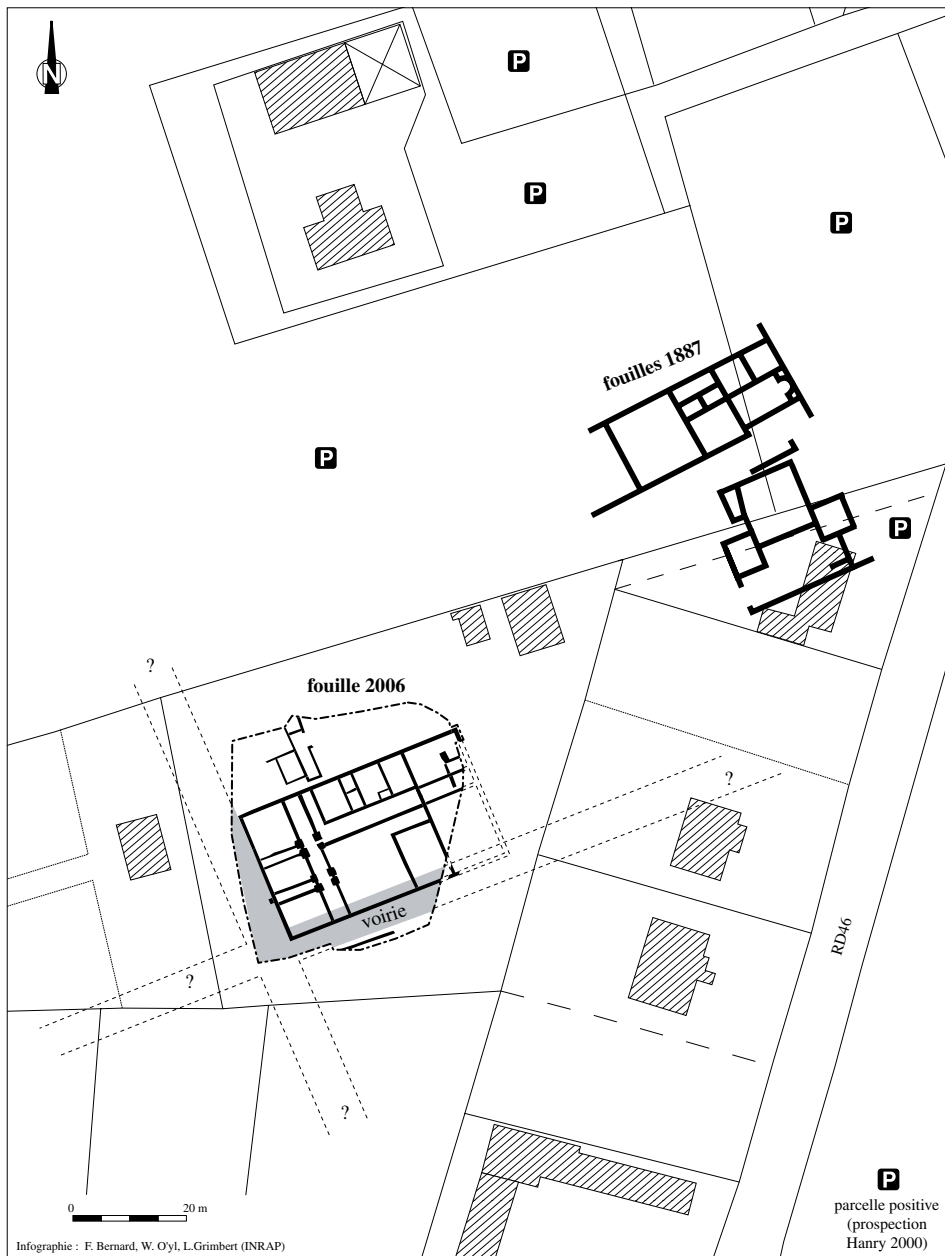 N
P
P
P
fouilles 1887
P
P
?
fouille 2006
?
voirie
?
RD46
?
P
parcelle positive
(prospection
Hanry 2000)
0
20 m
Infographie : F. Bernard, W. O'yl, L.Grimbert (INRAP)